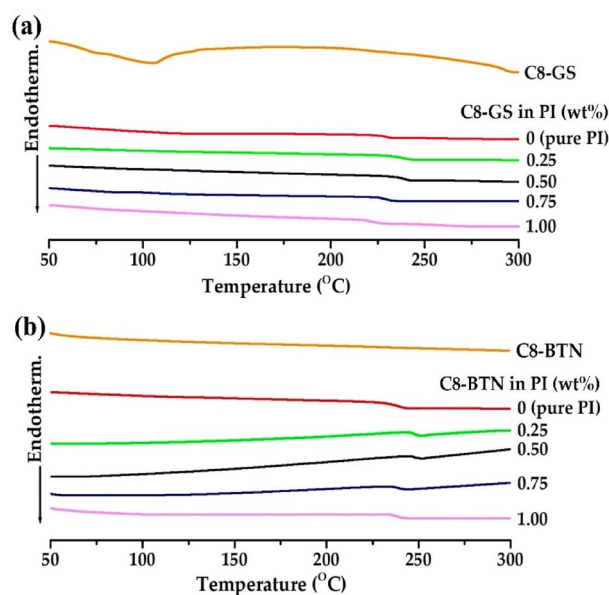 (a)
C8-GS
C8-GS in PI (wt%)
0 (pure PI)
0.25
0.50
0.75
1.00
Endotherm.
50 100 150 200 250 300
Temperature (OC)
(b)
C8-BTN
C8-BTN in PI (wt%)
0 (pure PI)
0.25
0.50
0.75
1.00
Endotherm.
50 100 150 200 250 300
Temperature (OC)